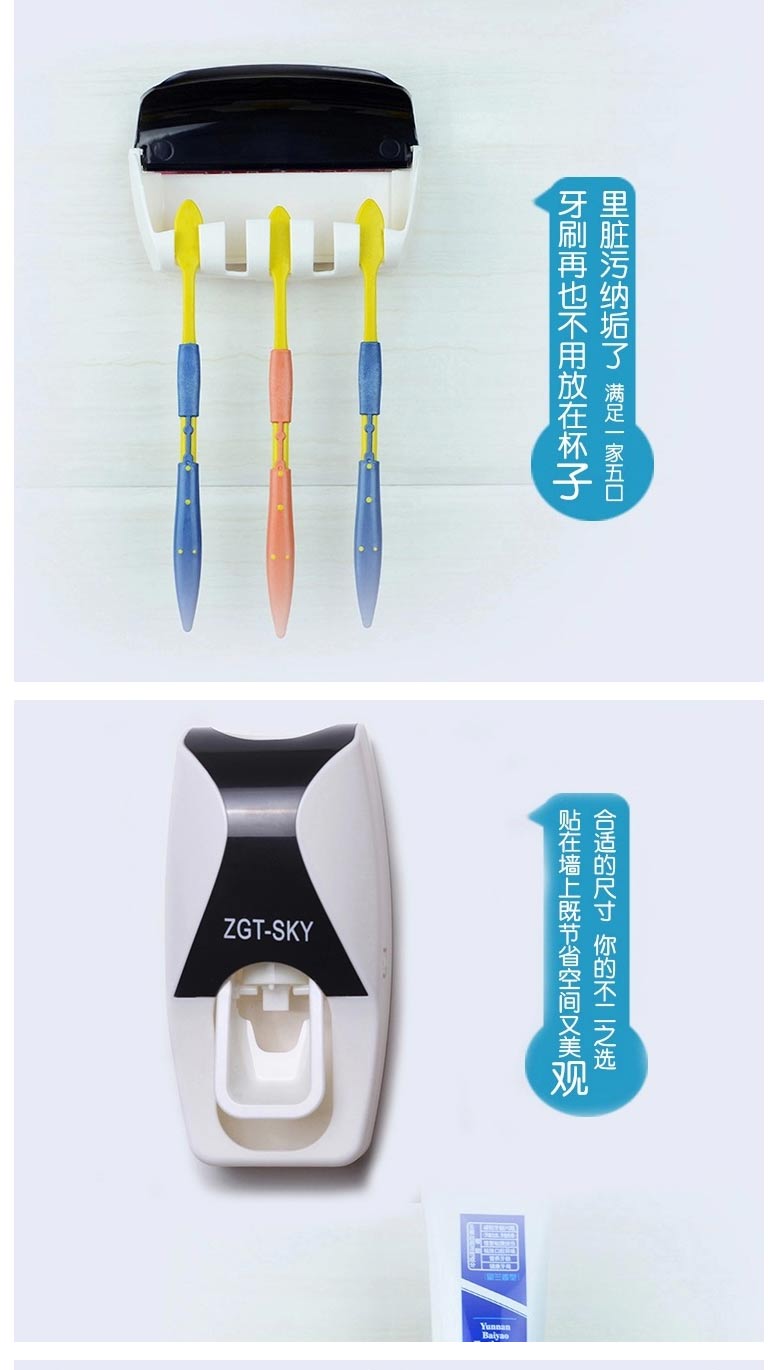 牙刷再也不用放在杯子
里脏污纳垢了 满足一家五口
ZGT-SKY
贴在墙上既节省空间又美观
合适的尺寸 你的不二之选
Yunnan
Baiyao